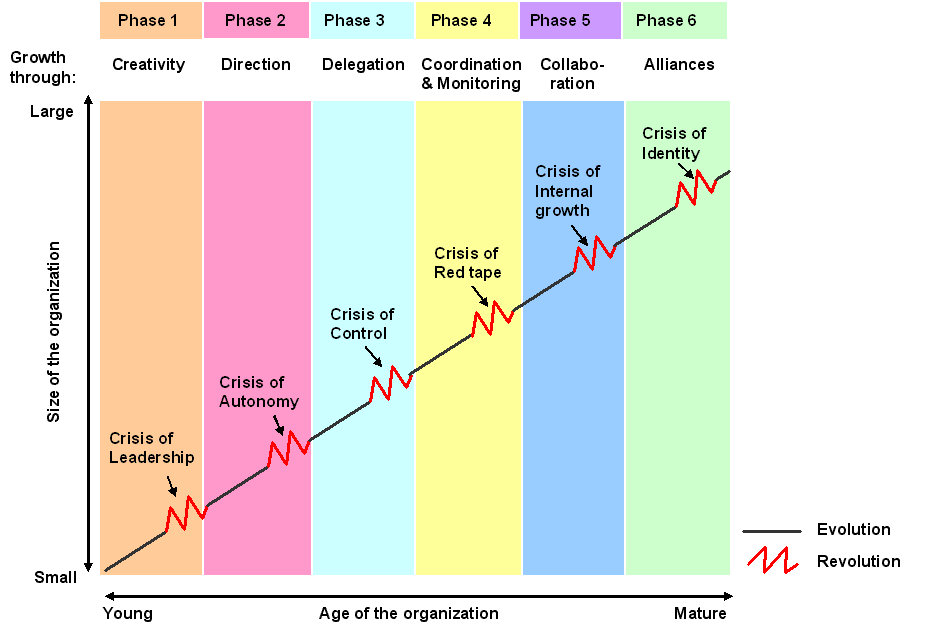 Phase 1
Phase 2
Phase 3
Phase 4
Phase 5
Phase 6
Growth
through:
Creativity
Direction
Delegation
Coordination
& Monitoring
Collabo-
ration
Alliances
Large
Crisis of
Identity
Crisis of
Internal
growth
Crisis of
Red tape
Crisis of
Control
Crisis of
Autonomy
Crisis of
Leadership
Size of the organization
Small
Evolution
Revolution
Young
Age of the organization
Mature